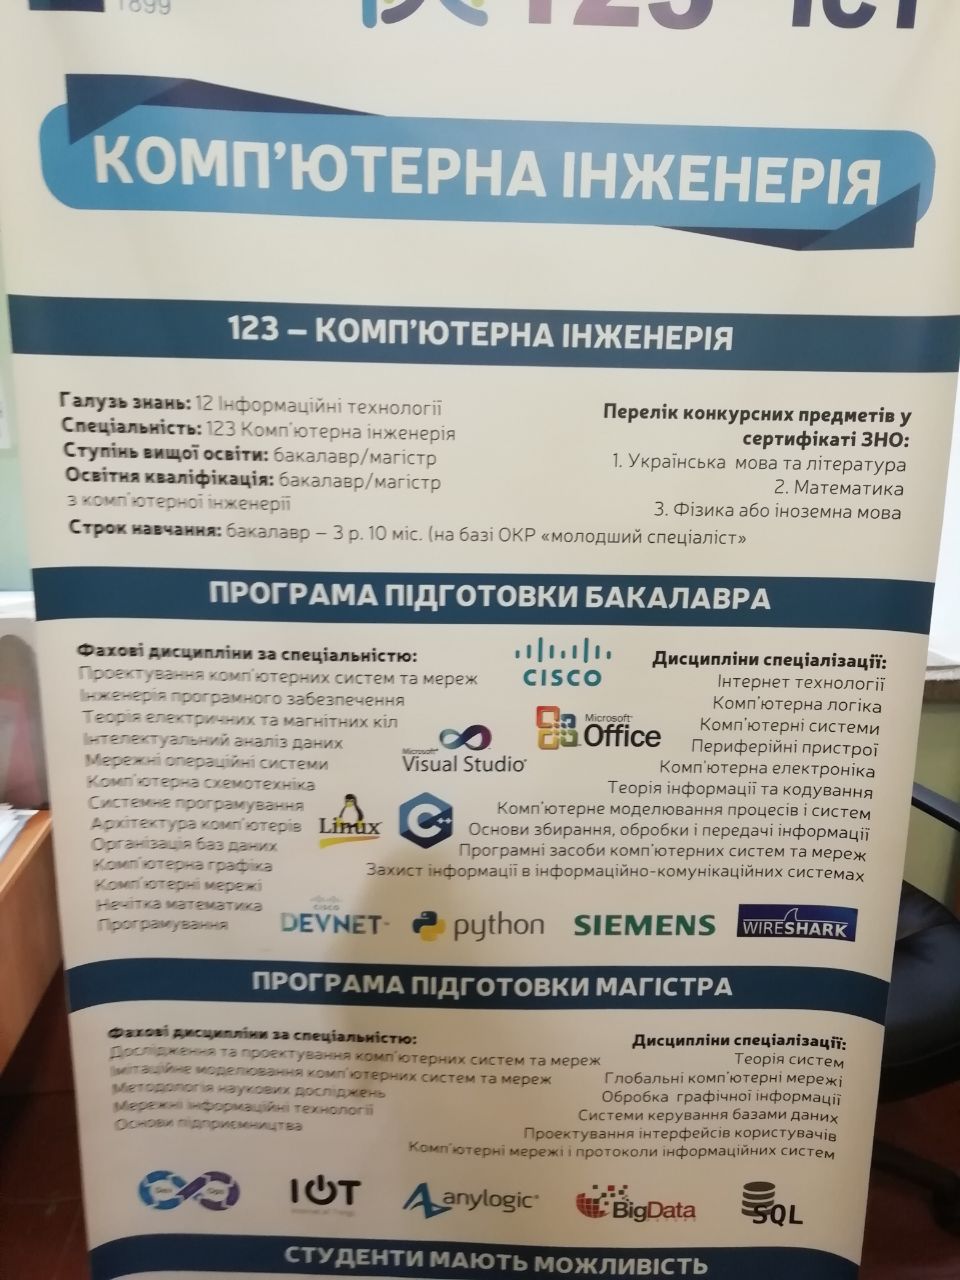 1899
123
ІСТ
КОМП'ЮТЕРНА ІНЖЕНЕРІЯ
123 – КОМП'ЮТЕРНА ІНЖЕНЕРІЯ
Галузь знань: 12 Інформаційні технології
Спеціальність: 123 Комп'ютерна інженерія
Ступінь вищої освіти: бакалавр/магістр
Освітня кваліфікація: бакалавр/магістр
з комп'ютерної інженерії
Строк навчання: бакалавр – 3 р. 10 міс. (на базі ОКР «молодший спеціаліст»
Перелік конкурсних предметів у
сертифікаті ЗНО:
1. Українська мова та література
2. Математика
3. Фізика або іноземна мова
ПРОГРАМА ПІДГОТОВКИ БАКАЛАВРА
Фахові дисципліни за спеціальністю:
Проектування комп'ютерних систем та мереж
Інженерія програмного забезпечення
Теорія електричних та магнітних кіл
Інтелектуальний аналіз даних
Мережні операційні системи
Комп'ютерна схемотехніка
Системне програмування
Архітектура комп'ютерів
Організація баз даних
Комп'ютерна графіка
Комп'ютерні мережі
Нечітка математика
Програмування
CISCO
Microsoft
Office
Microsoft
Visual Studio
Linux
C++
Дисципліни спеціалізації:
Інтернет технології
Комп'ютерна логіка
Комп'ютерні системи
Периферійні пристрої
Комп'ютерна електроніка
Теорія інформації та кодування
Комп'ютерне моделювання процесів і систем
Основи збирання, обробки і передачі інформації
Програмні засоби комп'ютерних систем та мереж
Захист інформації в інформаційно-комунікаційних системах
CISCO
DEVNET
python
SIEMENS
WIRESHARK
ПРОГРАМА ПІДГОТОВКИ МАГІСТРА
Фахові дисципліни за спеціальністю:
Дослідження та проектування комп'ютерних систем та мереж
Імітаційне моделювання комп'ютерних систем та мереж
Методологія наукових досліджень
Мережні інформаційні технології
Основи підприємництва
Дисципліни спеціалізації:
Теорія систем
Глобальні комп'ютерні мережі
Обробка графічної інформації
Системи керування базами даних
Проектування інтерфейсів користувачів
Комп'ютерні мережі і протоколи інформаційних систем
Dev Ops
IOT
Internet of Things
anylogic
BigData
SQL
СТУДЕНТИ МАЮТЬ МОЖЛИВІСТЬ